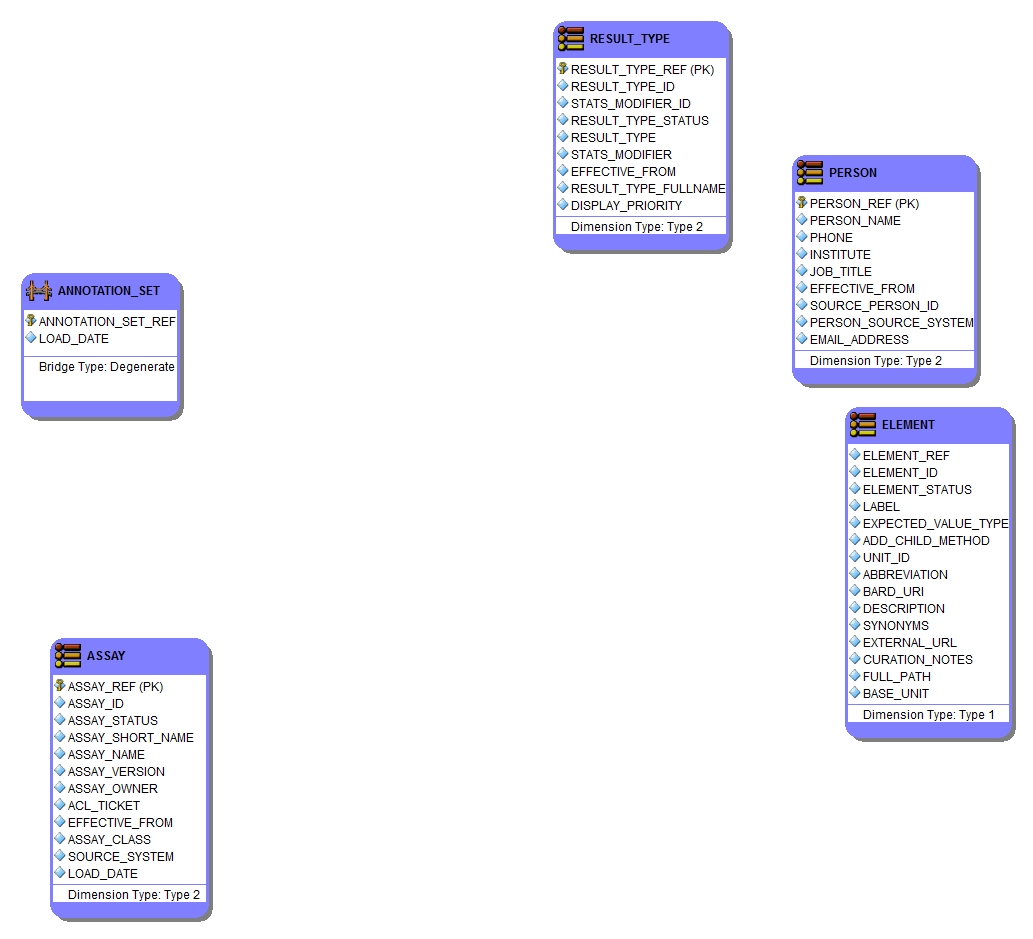 RESULT_TYPE
RESULT_TYPE_REF (PK)
RESULT_TYPE_ID
STATS_MODIFIER_ID
RESULT_TYPE_STATUS
RESULT_TYPE
STATS_MODIFIER
EFFECTIVE_FROM
RESULT_TYPE_FULLNAME
DISPLAY_PRIORITY
Dimension Type: Type 2
PERSON
PERSON_REF (PK)
PERSON_NAME
PHONE
INSTITUTE
JOB_TITLE
EFFECTIVE_FROM
SOURCE_PERSON_ID
PERSON_SOURCE_SYSTEM
EMAIL_ADDRESS
Dimension Type: Type 2
ANNOTATION_SET
ANNOTATION_SET_REF
LOAD_DATE
Bridge Type: Degenerate
ELEMENT
ELEMENT_REF
ELEMENT_ID
ELEMENT_STATUS
LABEL
EXPECTED_VALUE_TYPE
ADD_CHILD_METHOD
UNIT_ID
ABBREVIATION
BARD_URI
DESCRIPTION
SYNONYMS
EXTERNAL_URL
CURATION_NOTES
FULL_PATH
BASE_UNIT
Dimension Type: Type 1
ASSAY
ASSAY_REF (PK)
ASSAY_ID
ASSAY_STATUS
ASSAY_SHORT_NAME
ASSAY_NAME
ASSAY_VERSION
ASSAY_OWNER
ACL_TICKET
EFFECTIVE_FROM
ASSAY_CLASS
SOURCE_SYSTEM
LOAD_DATE
Dimension Type: Type 2